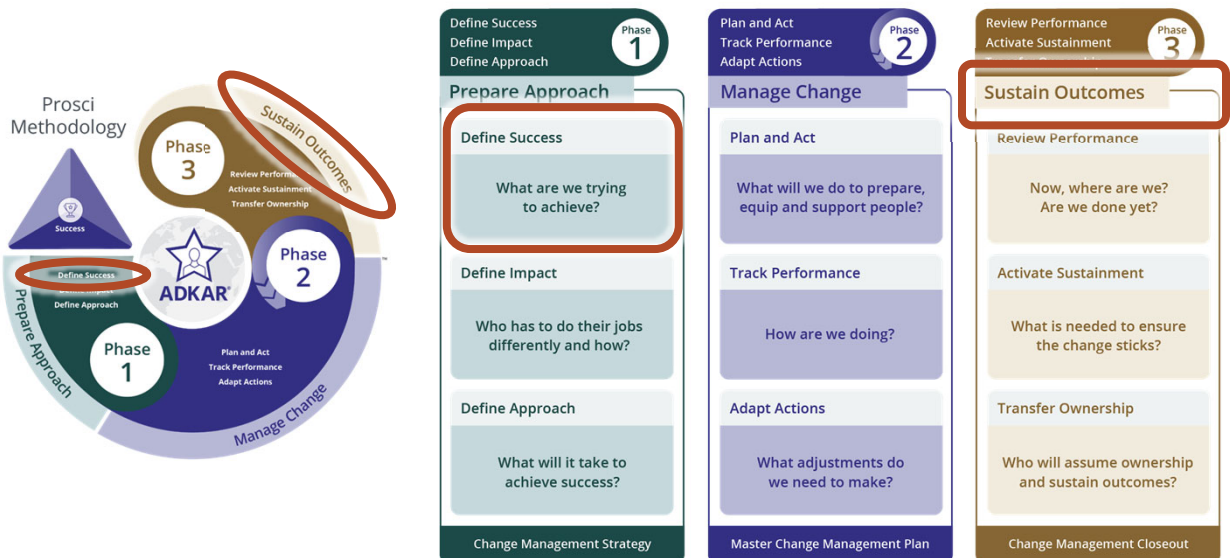 Prosci
Methodology
Success
Sustain Outcomes
Phase
3
Review Performance
Activate Sustainment
Transfer Ownership
ADKAR®
Phase
2
Define Success
Define Impact
Define Approach
Phase
1
Prepare Approach
Plan and Act
Track Performance
Adapt Actions
Manage Change
™
Define Success
Define Impact
Define Approach
Phase
1
Prepare Approach
Define Success
What are we trying
to achieve?
Define Impact
Who has to do their jobs
differently and how?
Define Approach
What will it take to
achieve success?
Change Management Strategy
Plan and Act
Track Performance
Adapt Actions
Phase
2
Manage Change
Plan and Act
What will we do to prepare,
equip and support people?
Track Performance
How are we doing?
Adapt Actions
What adjustments do
we need to make?
Master Change Management Plan
Review Performance
Activate Sustainment
Transfer Ownership
Phase
3
Sustain Outcomes
Review Performance
Now, where are we?
Are we done yet?
Activate Sustainment
What is needed to ensure
the change sticks?
Transfer Ownership
Who will assume ownership
and sustain outcomes?
Change Management Closeout